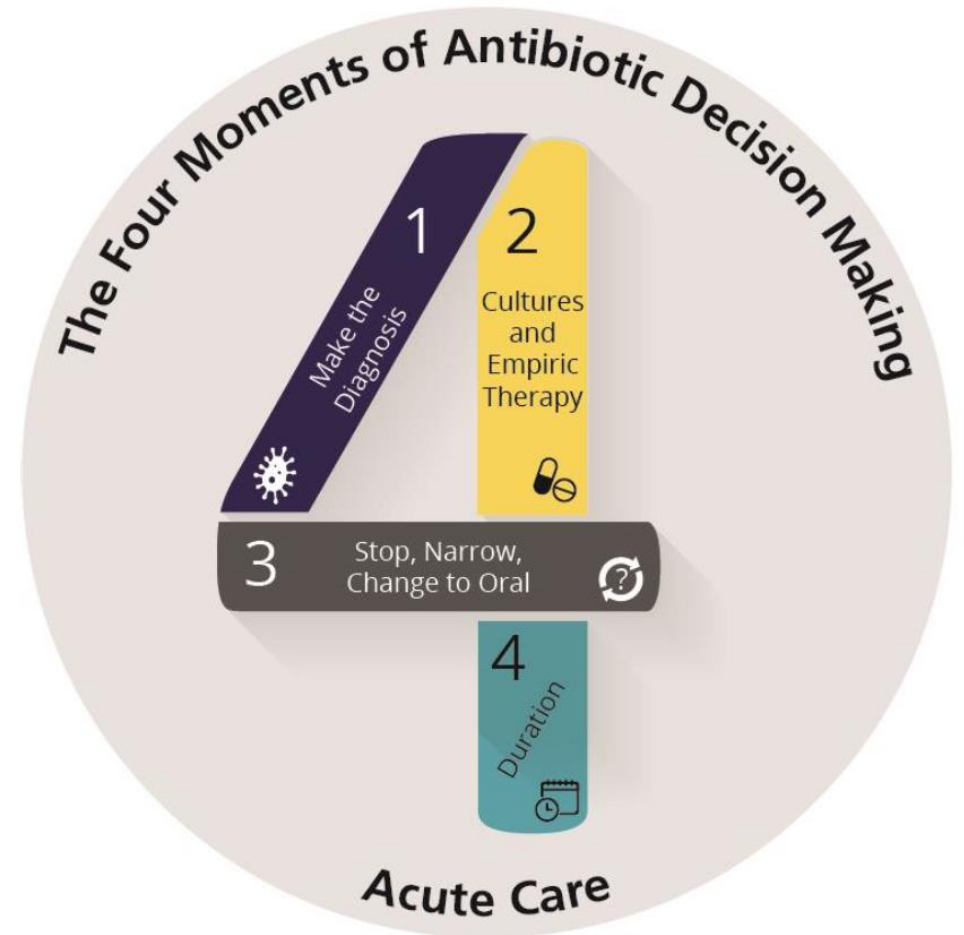 The Four Moments of Antibiotic Decision Making
1
Make the
Diagnosis
2
Cultures
and
Empiric
Therapy
3
Stop, Narrow,
Change to Oral
?
4
Duration
Acute Care